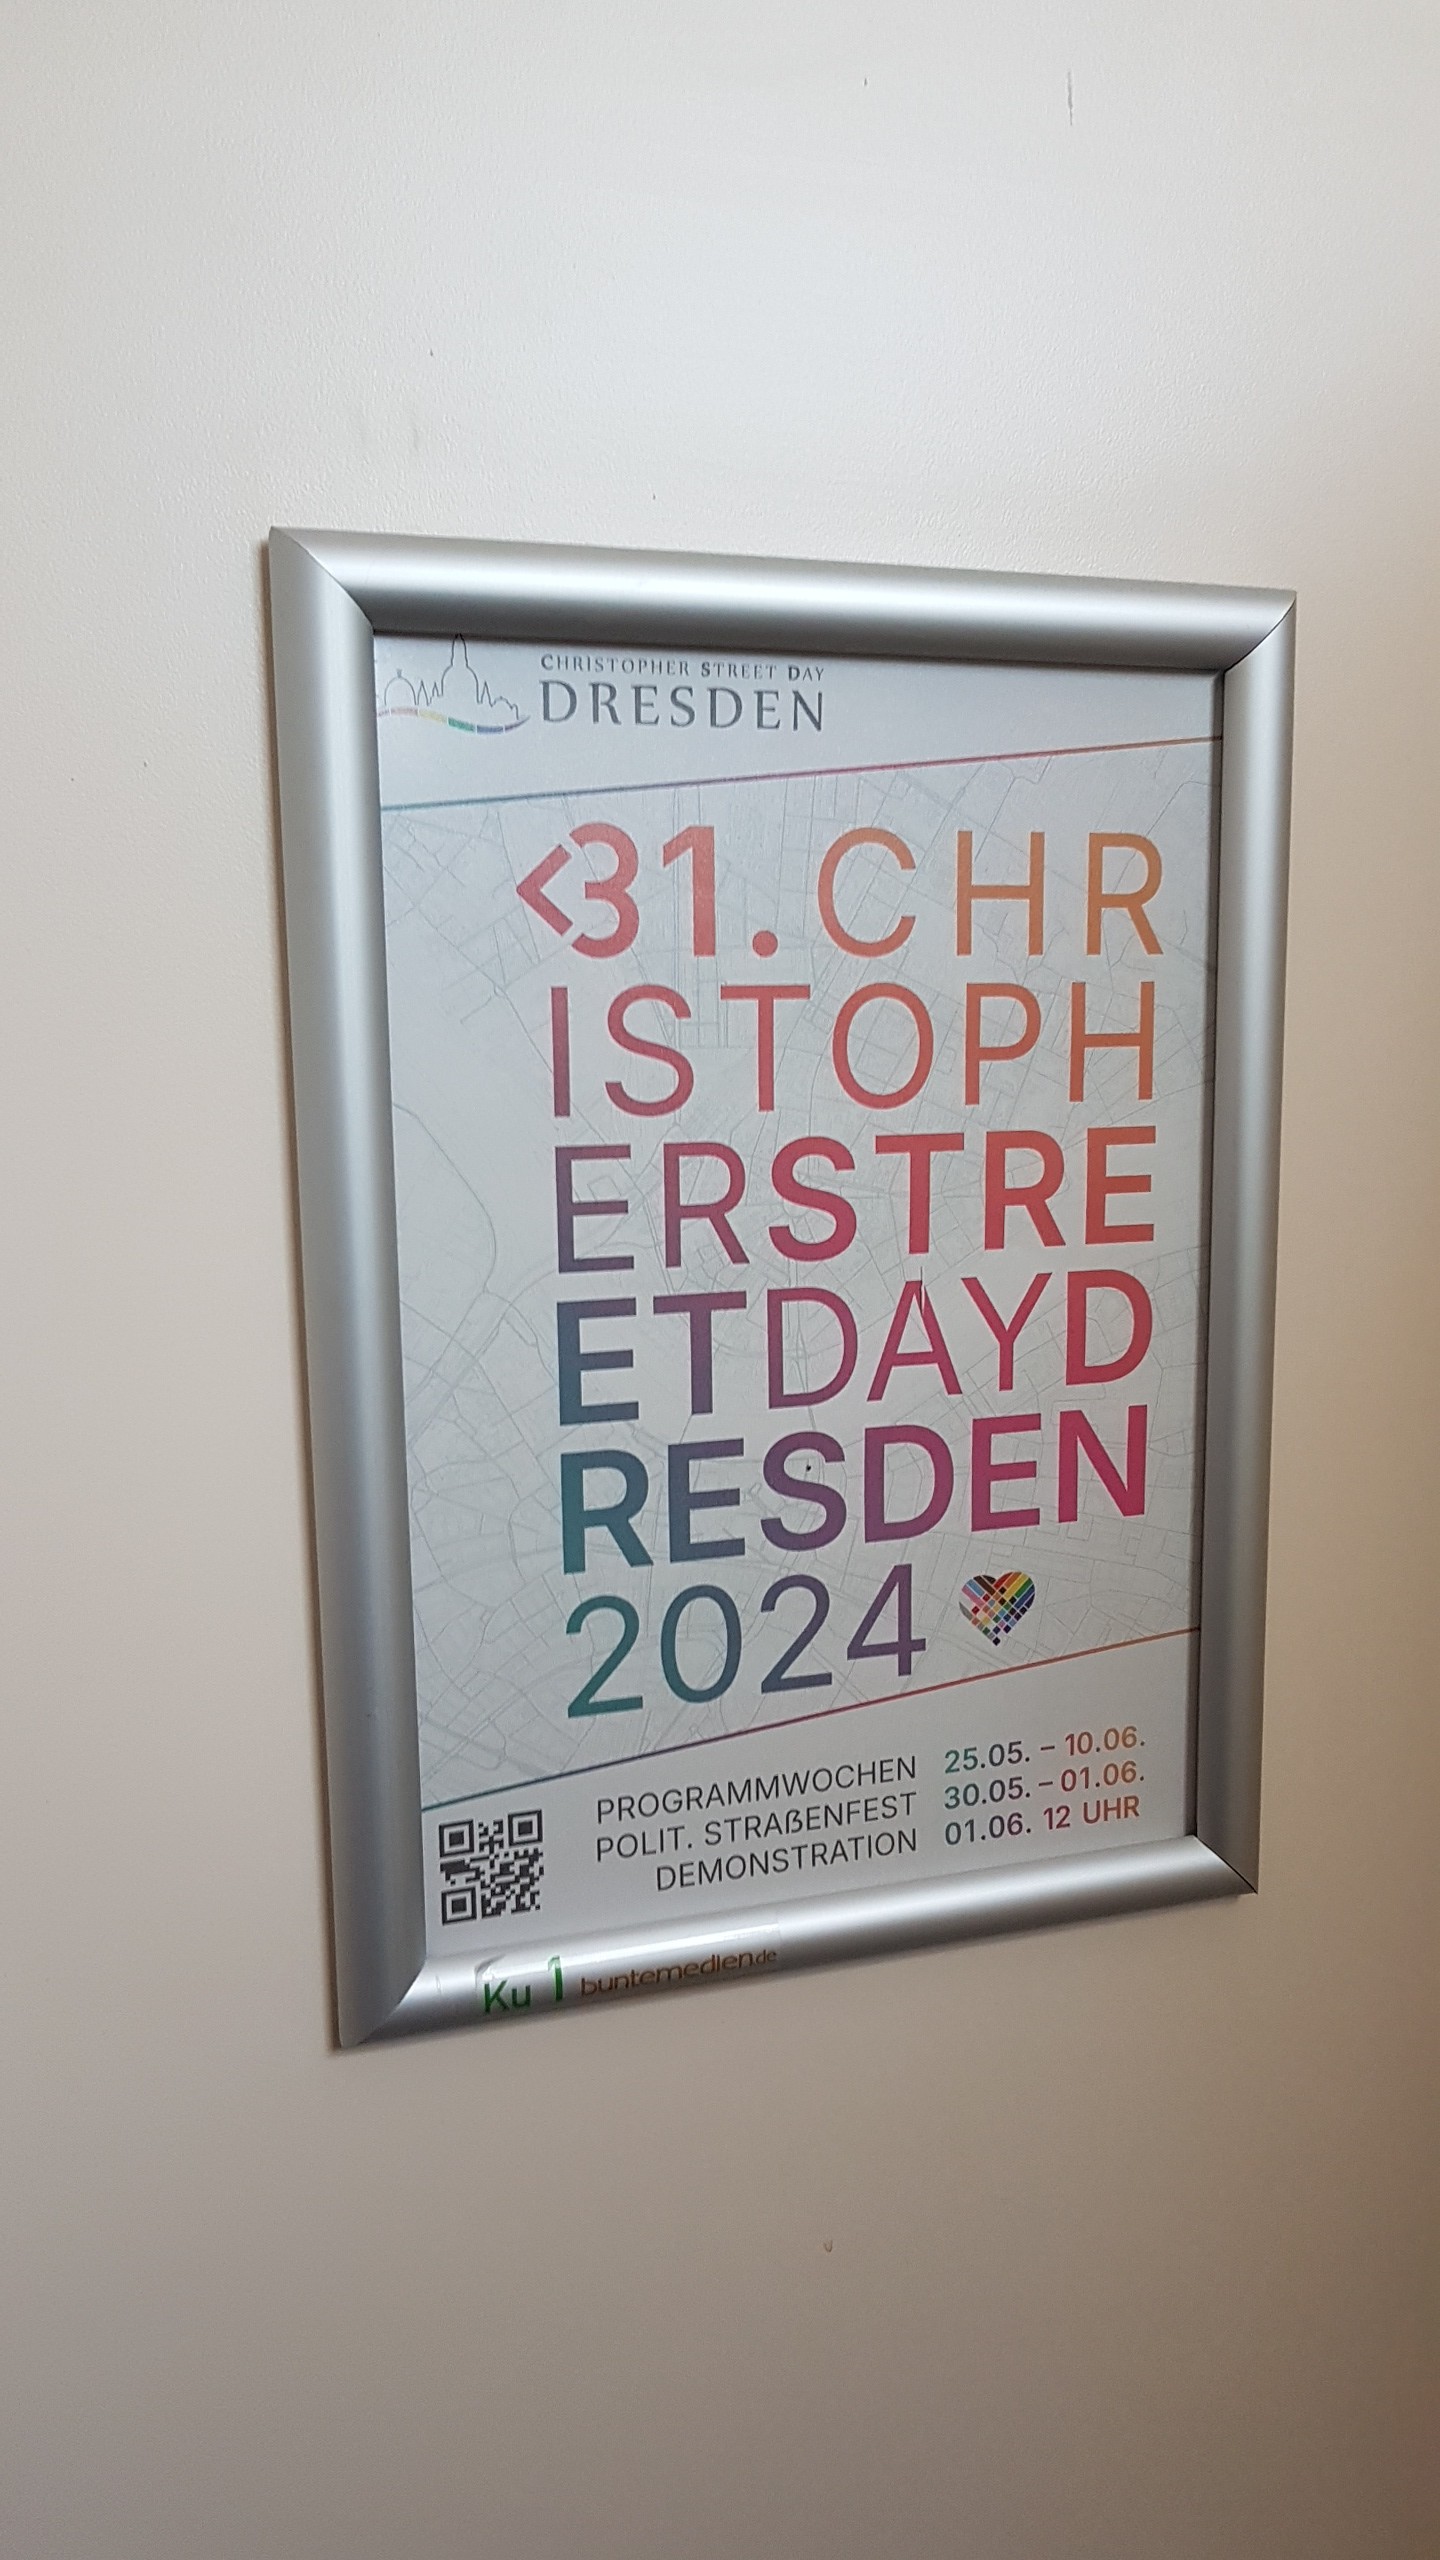 CHRISTOPHER STREET DAY
DRESDEN
<31. CHR
ISTOPH
ERSTRE
ETDAYD
RESDEN
2024
PROGRAMMWOCHEN 25.05. – 10.06.
POLIT. STRAßENFEST 30.05. – 01.06.
DEMONSTRATION 01.06. 12 UHR
Ku 1 buntemedien.de